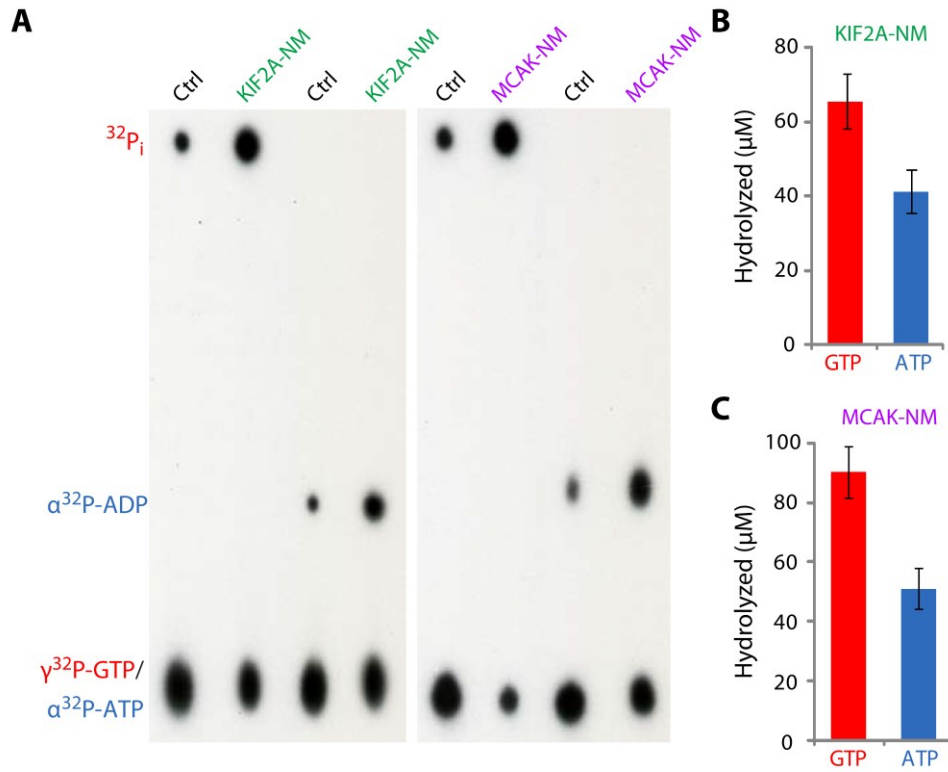 A
Ctrl KIF2A-NM Ctrl KIF2A-NM Ctrl MCAK-NM Ctrl MCAK-NM
³²Pᵢ
α³²P-ADP
γ³²P-GTP/
α³²P-ATP
B
KIF2A-NM
Hydrolyzed (µM)
80
60
40
20
0
GTP ATP
C
MCAK-NM
Hydrolyzed (µM)
100
80
60
40
20
0
GTP ATP